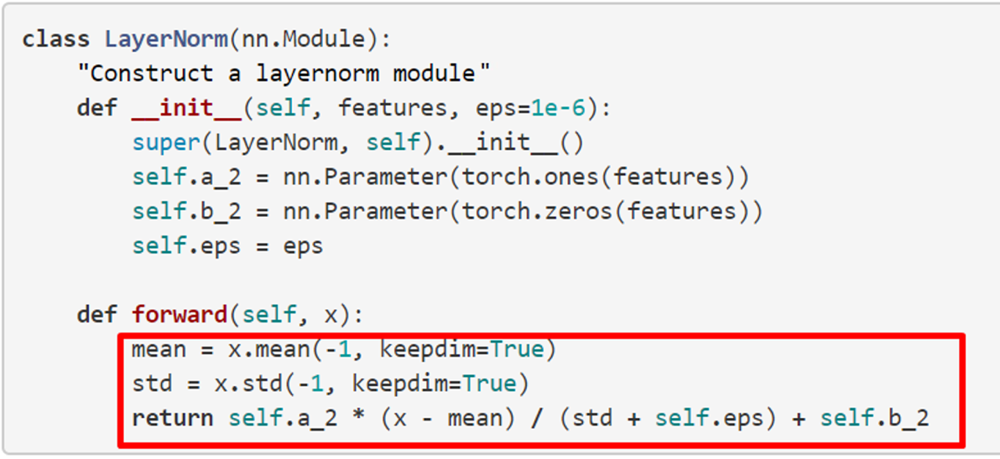 class LayerNorm(nn.Module):
    "Construct a layernorm module"
    def __init__(self, features, eps=1e-6):
        super(LayerNorm, self).__init__()
        self.a_2 = nn.Parameter(torch.ones(features))
        self.b_2 = nn.Parameter(torch.zeros(features))
        self.eps = eps

    def forward(self, x):
        mean = x.mean(-1, keepdim=True)
        std = x.std(-1, keepdim=True)
        return self.a_2 * (x - mean) / (std + self.eps) + self.b_2